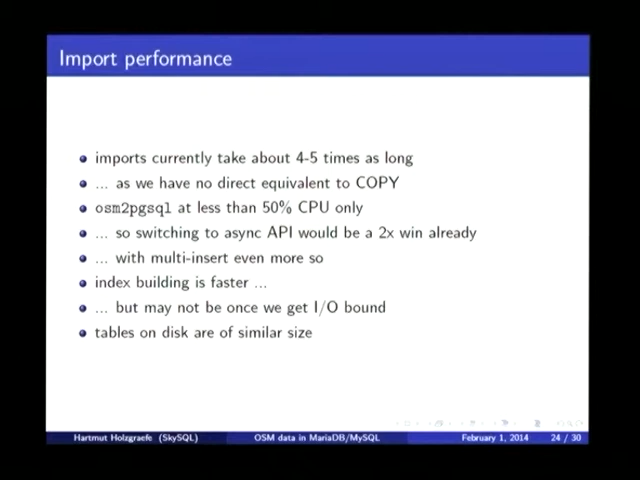 Import performance
imports currently take about 4-5 times as long
... as we have no direct equivalent to COPY
osm2pgsql at less than 50% CPU only
... so switching to async API would be a 2x win already
... with multi-insert even more so
index building is faster ...
... but may not be once we get I/O bound
tables on disk are of similar size
Hartmut Holzgraefe (SkySQL) OSM data in MariaDB/MySQL February 1, 2014 24 / 30